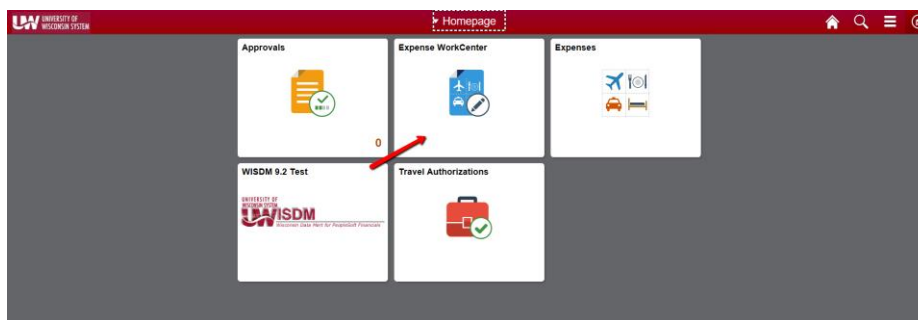 UW UNIVERSITY OF
WISCONSIN SYSTEM
Homepage
Approvals
0
Expense WorkCenter
Expenses
WISDM 9.2 Test
UNIVERSITY OF
WISCONSIN SYSTEM
UWISDM
Wisconsin Data Mart for PeopleSoft Financials
Travel Authorizations